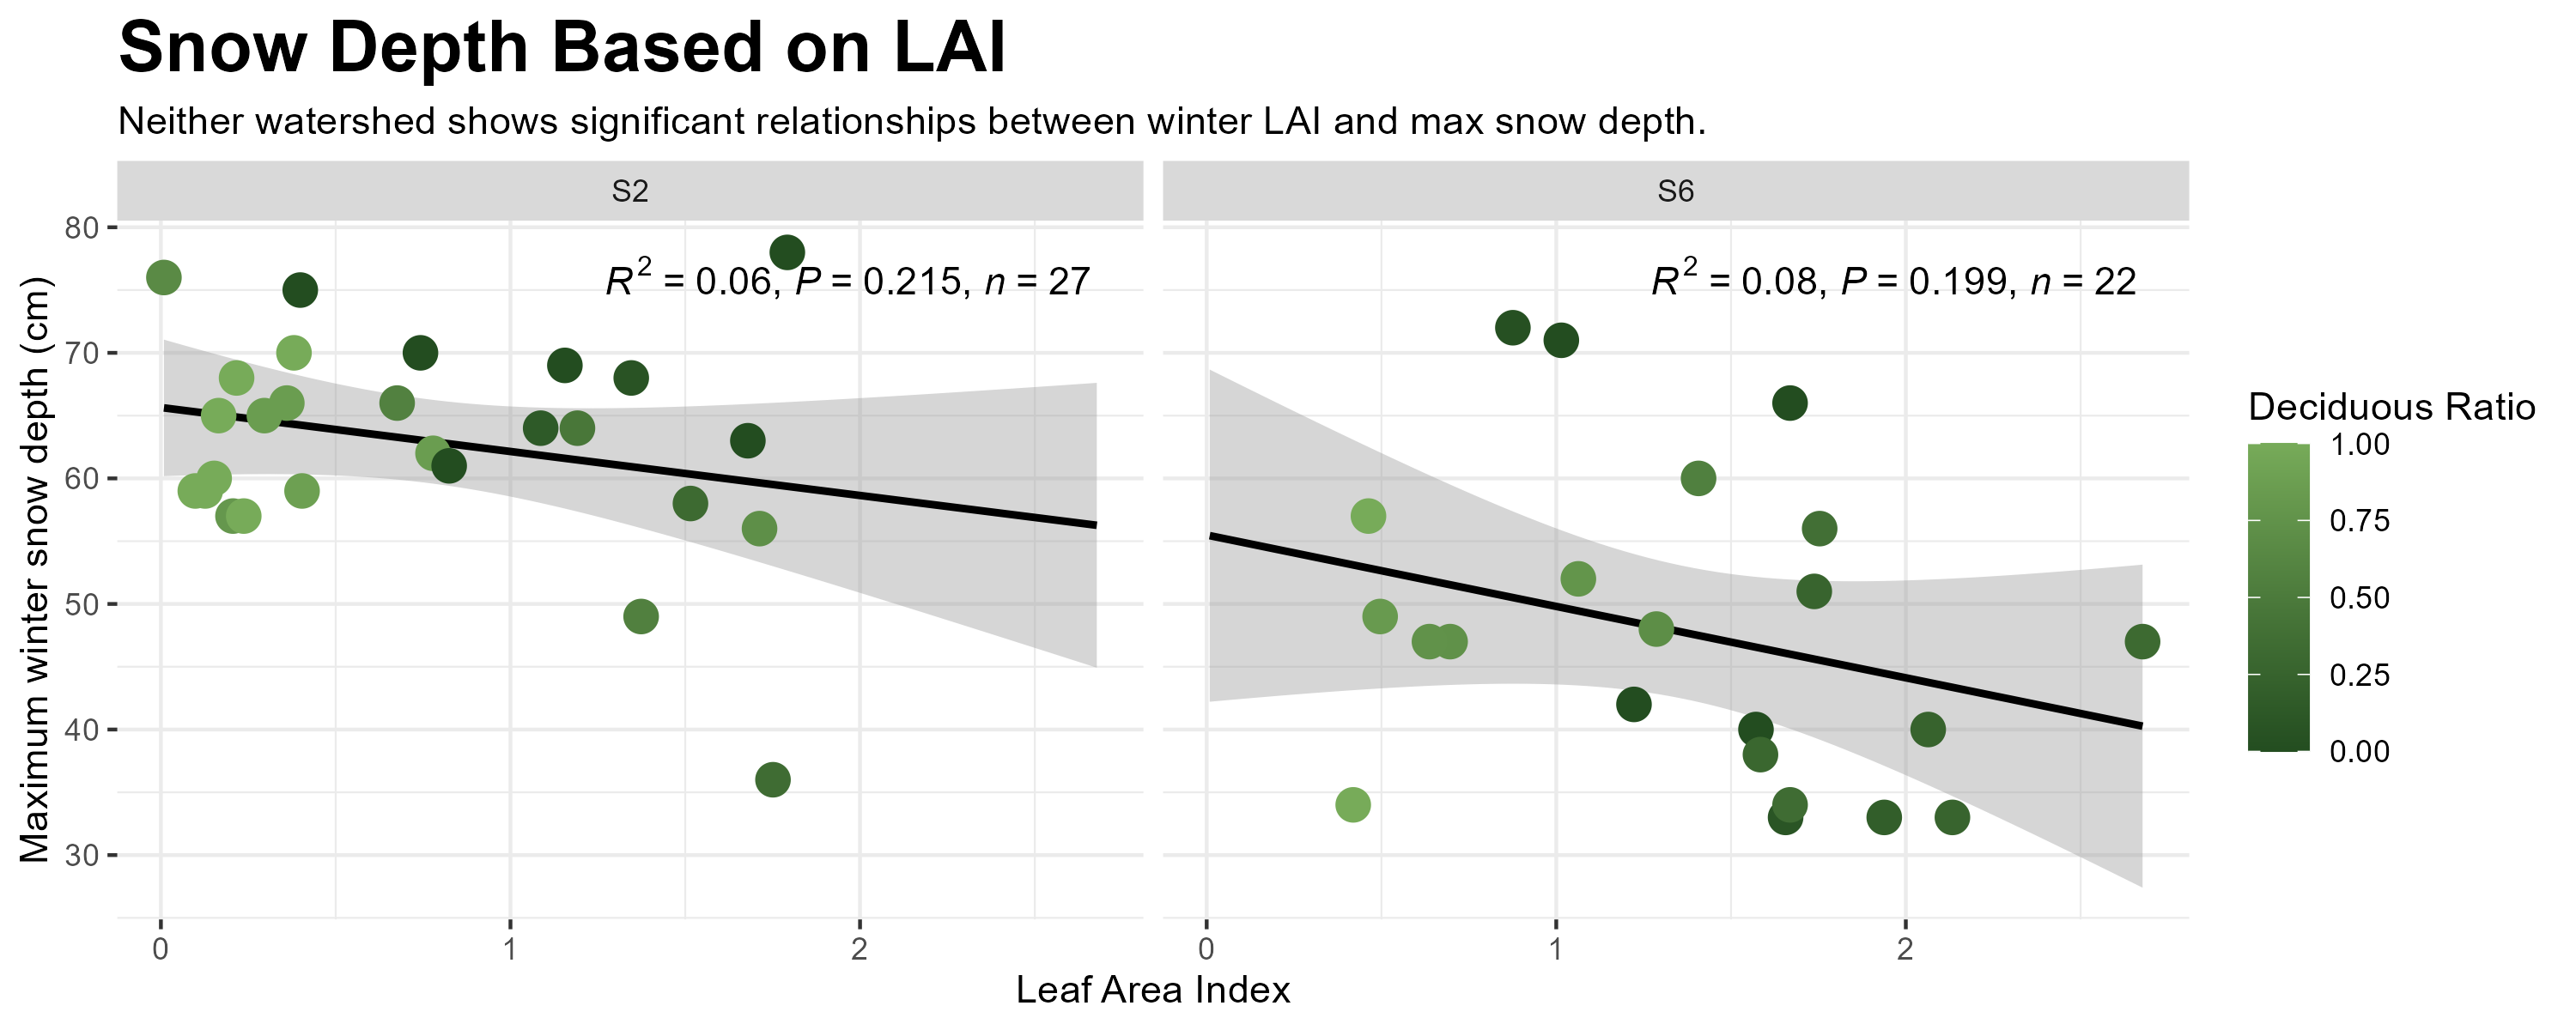 Snow Depth Based on LAI
Neither watershed shows significant relationships between winter LAI and max snow depth.
S2
S6
R² = 0.06, P = 0.215, n = 27
R² = 0.08, P = 0.199, n = 22
Maximum winter snow depth (cm)
80
70
60
50
40
30
0 1 2
0 1 2
Leaf Area Index
Deciduous Ratio
1.00
0.75
0.50
0.25
0.00